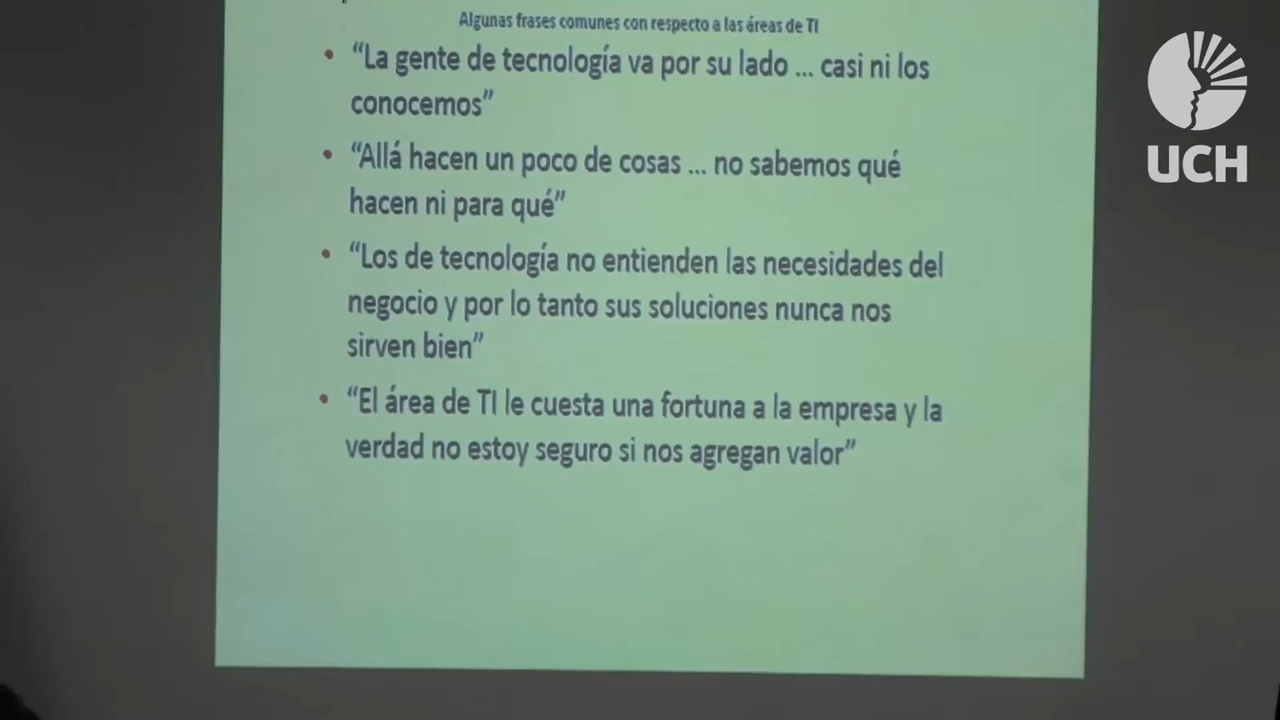 Algunas frases comunes con respecto a las áreas de TI
• “La gente de tecnología va por su lado ... casi ni los
conocemos”
• “Allá hacen un poco de cosas ... no sabemos qué
hacen ni para qué”
• “Los de tecnología no entienden las necesidades del
negocio y por lo tanto sus soluciones nunca nos
sirven bien”
• “El área de TI le cuesta una fortuna a la empresa y la
verdad no estoy seguro si nos agregan valor”
UCH